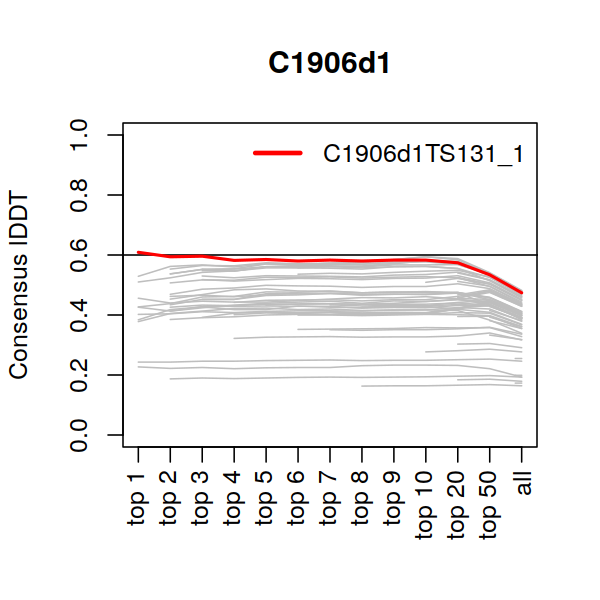 C1906d1
C1906d1TS131_1
Consensus lDDT
1.0
0.8
0.6
0.4
0.2
0.0
top 1
top 2
top 3
top 4
top 5
top 6
top 7
top 8
top 9
top 10
top 20
top 50
all